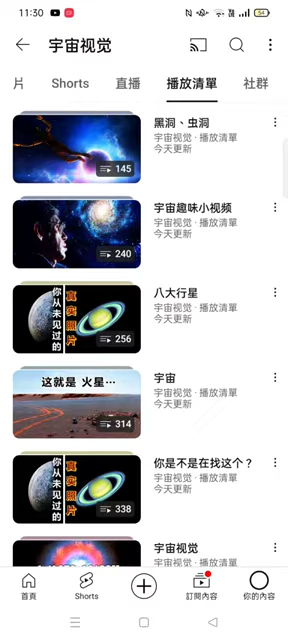 11:30
54
宇宙视觉
片
Shorts
直播
播放清單
社群
145
黑洞、虫洞
宇宙视觉 · 播放清單
今天更新
240
宇宙趣味小视频
宇宙视觉 · 播放清單
今天更新
你从未见过的
真实照片
256
八大行星
宇宙视觉 · 播放清單
今天更新
这就是 火星…
314
宇宙
宇宙视觉 · 播放清單
今天更新
你从未见过的
真实照片
338
你是不是在找这个？
宇宙视觉 · 播放清單
今天更新
宇宙视觉
首頁
Shorts
訂閱內容
你的內容